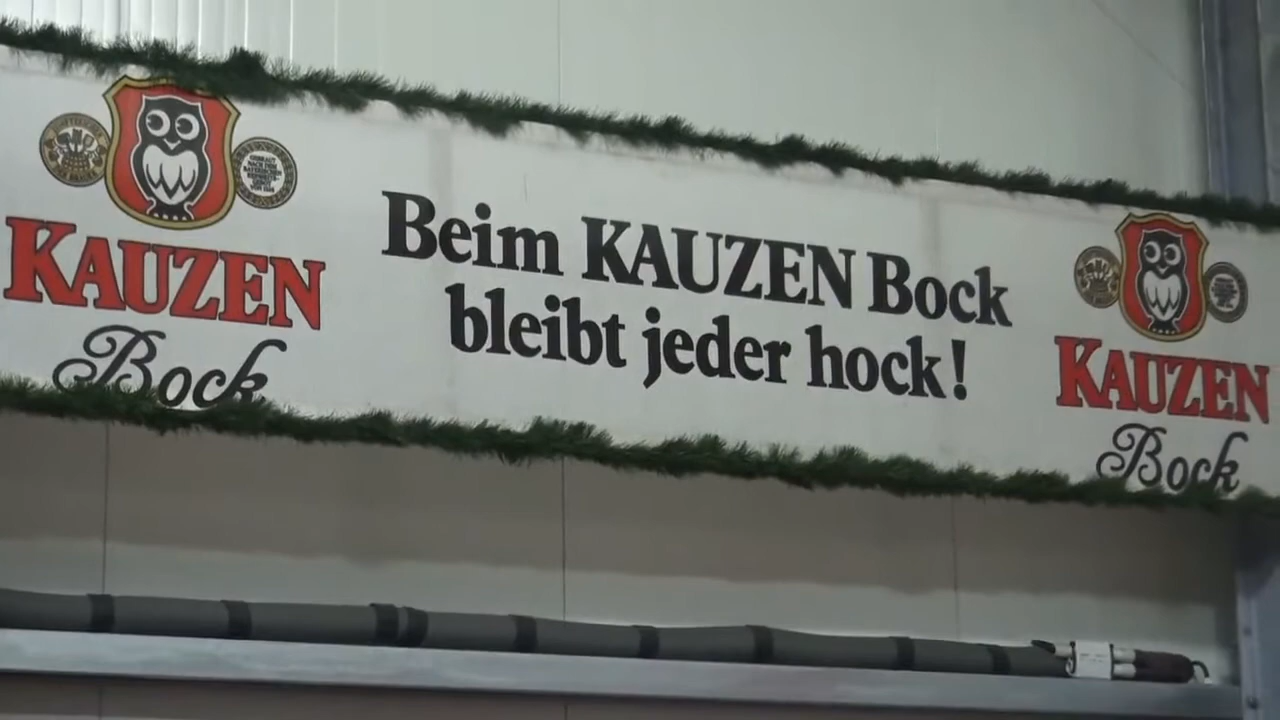 KAUZEN
Bock
Beim KAUZEN Bock
bleibt jeder hock!
KAUZEN
Bock